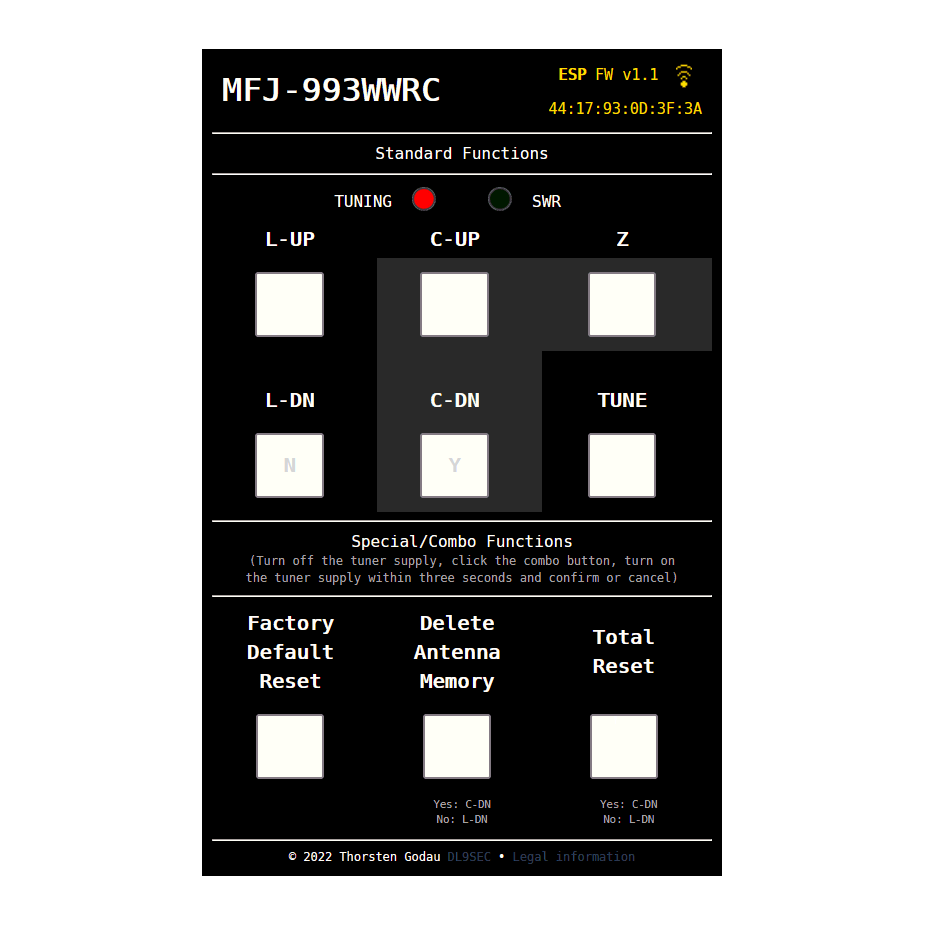 MFJ-993WWRC
ESP FW v1.1
44:17:93:0D:3F:3A
Standard Functions
TUNING SWR
L-UP C-UP Z
L-DN C-DN TUNE
N Y
Special/Combo Functions
(Turn off the tuner supply, click the combo button, turn on
the tuner supply within three seconds and confirm or cancel)
Factory
Default
Reset
Delete
Antenna
Memory
Total
Reset
Yes: C-DN
No: L-DN
Yes: C-DN
No: L-DN
© 2022 Thorsten Godau DL9SEC • Legal information